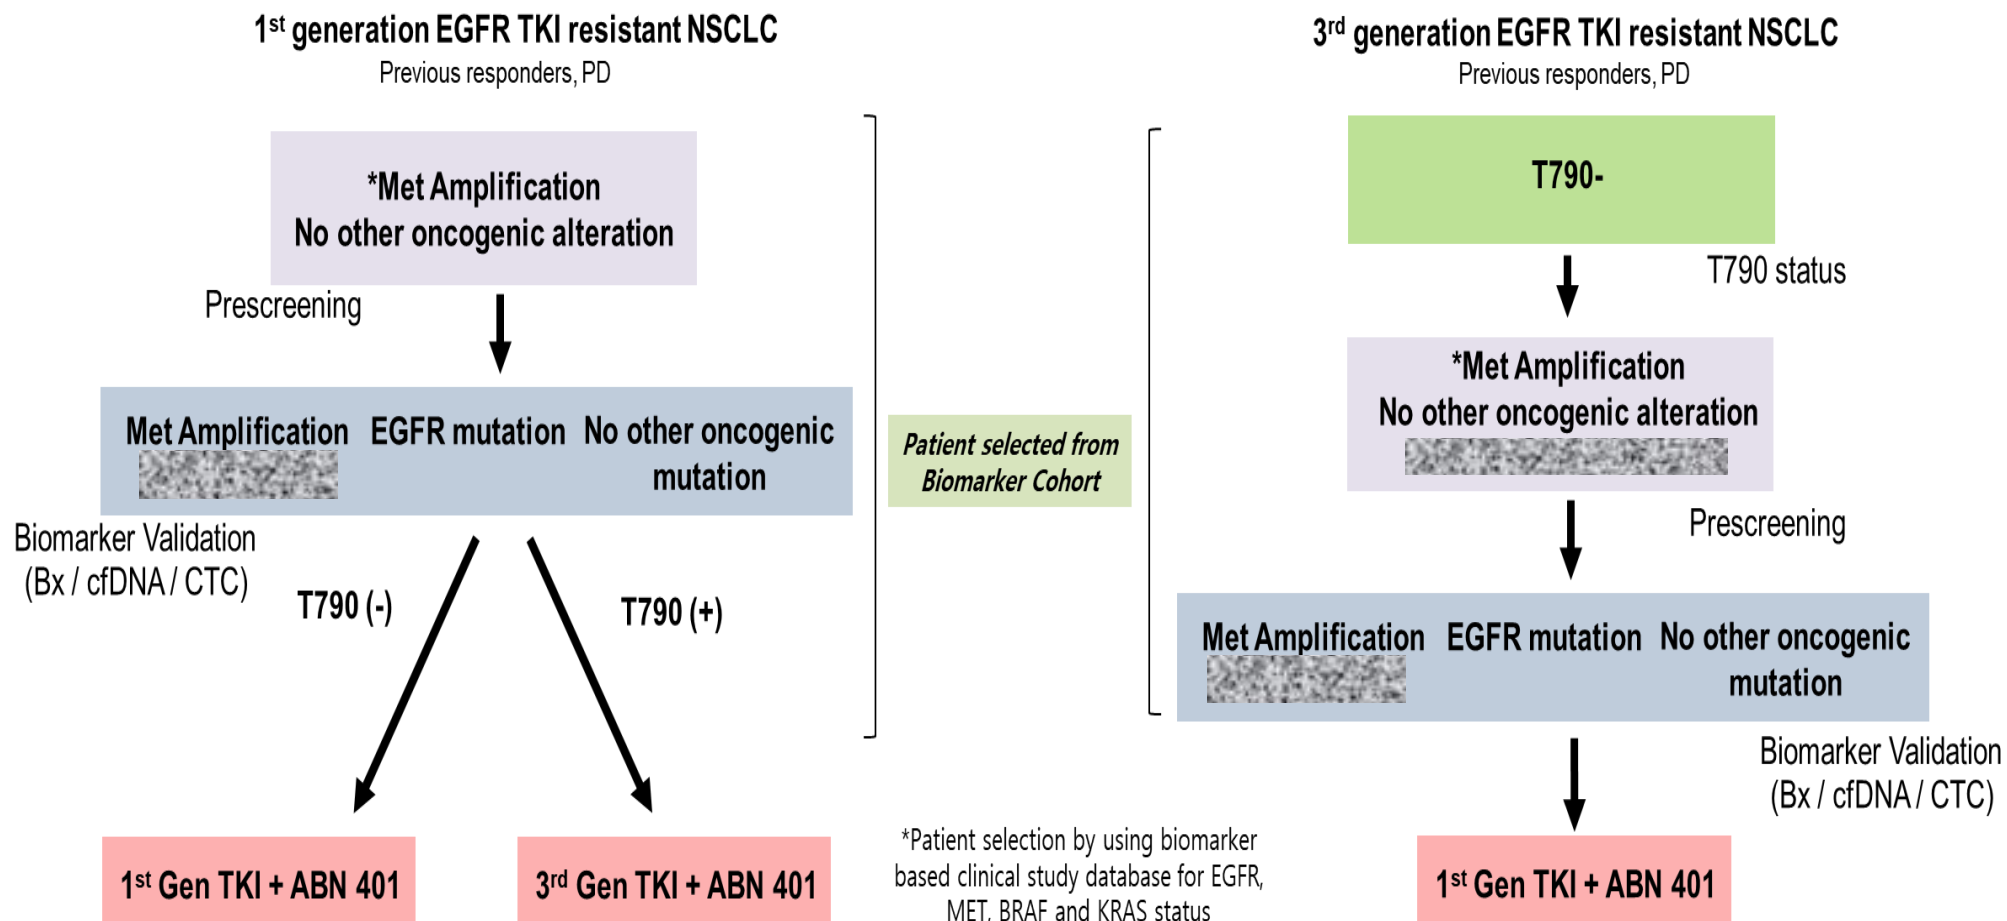 1st generation EGFR TKI resistant NSCLC
Previous responders, PD
*Met Amplification
No other oncogenic alteration
Prescreening
Met Amplification EGFR mutation No other oncogenic
mutation
Biomarker Validation
(Bx / cfDNA / CTC)
T790 (-)
T790 (+)
1st Gen TKI + ABN 401
3rd Gen TKI + ABN 401
Patient selected from
Biomarker Cohort
*Patient selection by using biomarker
based clinical study database for EGFR,
MET, BRAF and KRAS status
3rd generation EGFR TKI resistant NSCLC
Previous responders, PD
T790-
T790 status
*Met Amplification
No other oncogenic alteration
Prescreening
Met Amplification EGFR mutation No other oncogenic
mutation
Biomarker Validation
(Bx / cfDNA / CTC)
1st Gen TKI + ABN 401